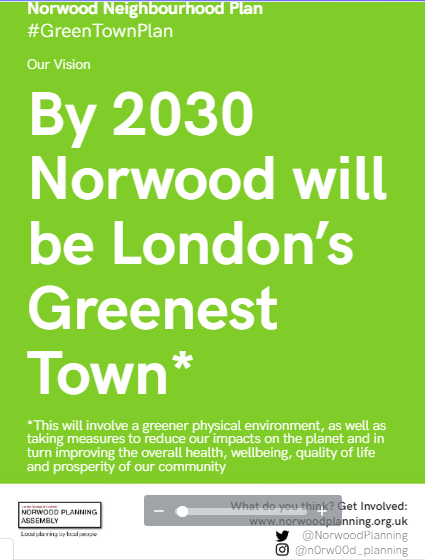 Norwood Neighbourhood Plan
#GreenTownPlan
Our Vision
By 2030
Norwood will
be London’s
Greenest
Town*
*This will involve a greener physical environment, as well as
taking measures to reduce our impacts on the planet and in
turn improving the overall health, wellbeing, quality of life
and prosperity of our community
NORWOOD PLANNING
ASSEMBLY
Local planning by local people
What do you think? Get Involved:
www.norwoodplanning.org.uk
@NorwoodPlanning
@n0rw00d_planning